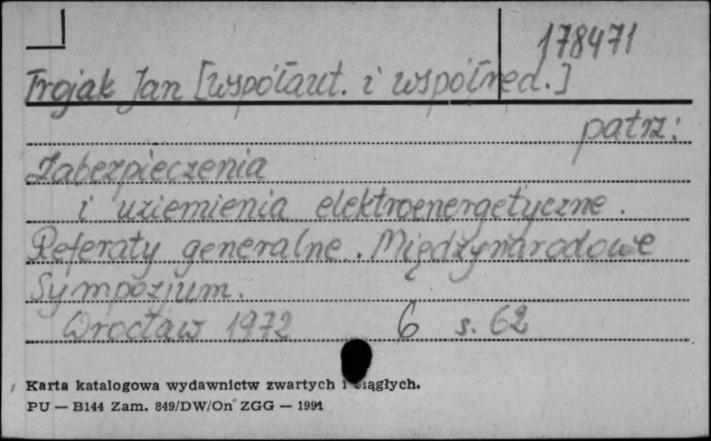 178471
Trojak Jan [współaut. i współred.]
patrz:
Zabezpieczenia
i uziemienia elektroenergetyczne.
Referaty generalne. Międzynarodowe
Sympozjum.
Wrocław 1972 6 s. 62
Karta katalogowa wydawnictw zwartych i ciągłych.
PU — B144 Zam. 849/DW/On ZGG — 1991